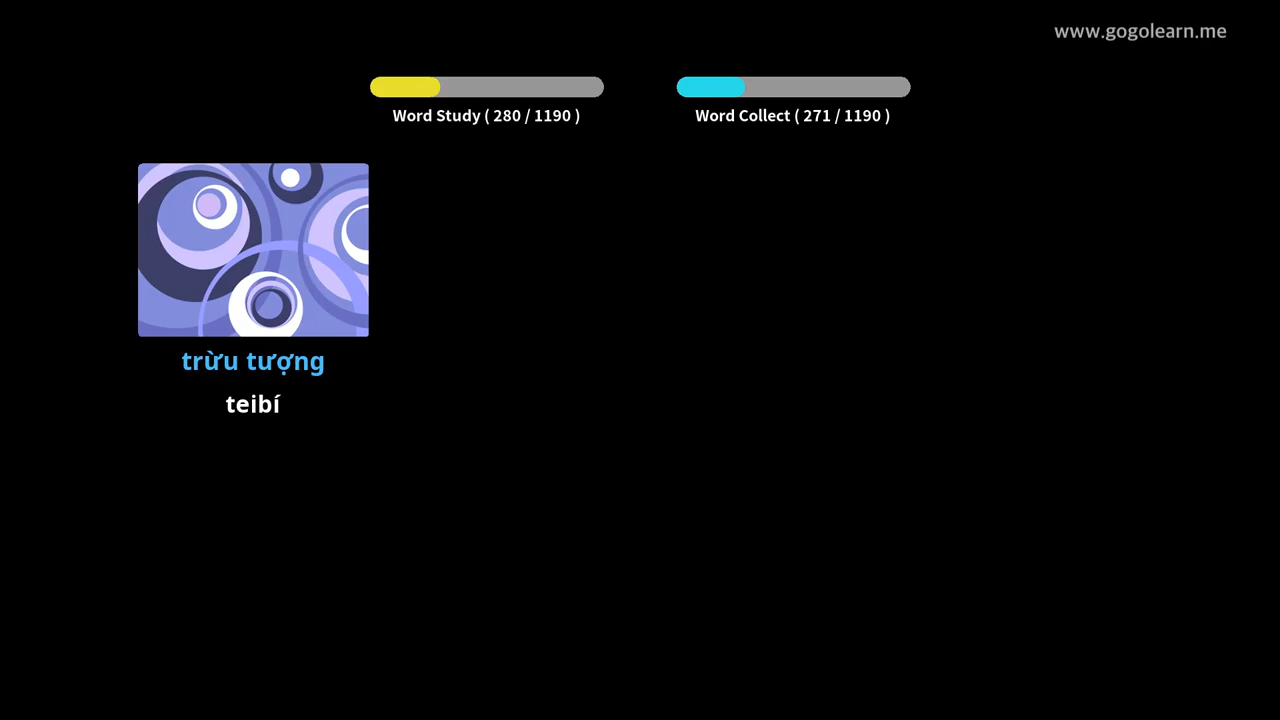 www.gogolearn.me
Word Study ( 280 / 1190 )
Word Collect ( 271 / 1190 )
trừu tượng
teibí